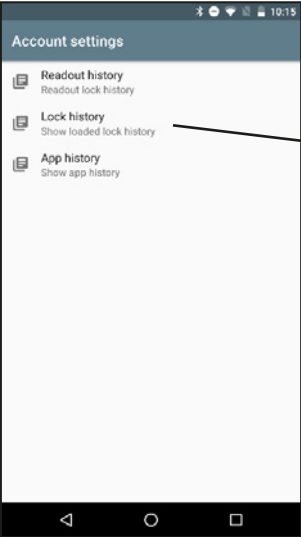 10:15
Account settings
Readout history
Readout lock history
Lock history
Show loaded lock history
App history
Show app history